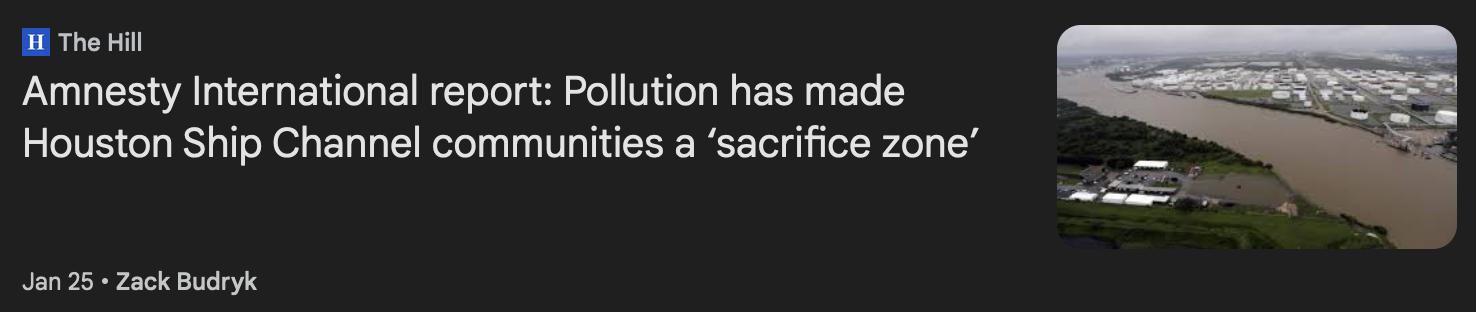 H The Hill
Amnesty International report: Pollution has made
Houston Ship Channel communities a ‘sacrifice zone’
Jan 25 • Zack Budryk